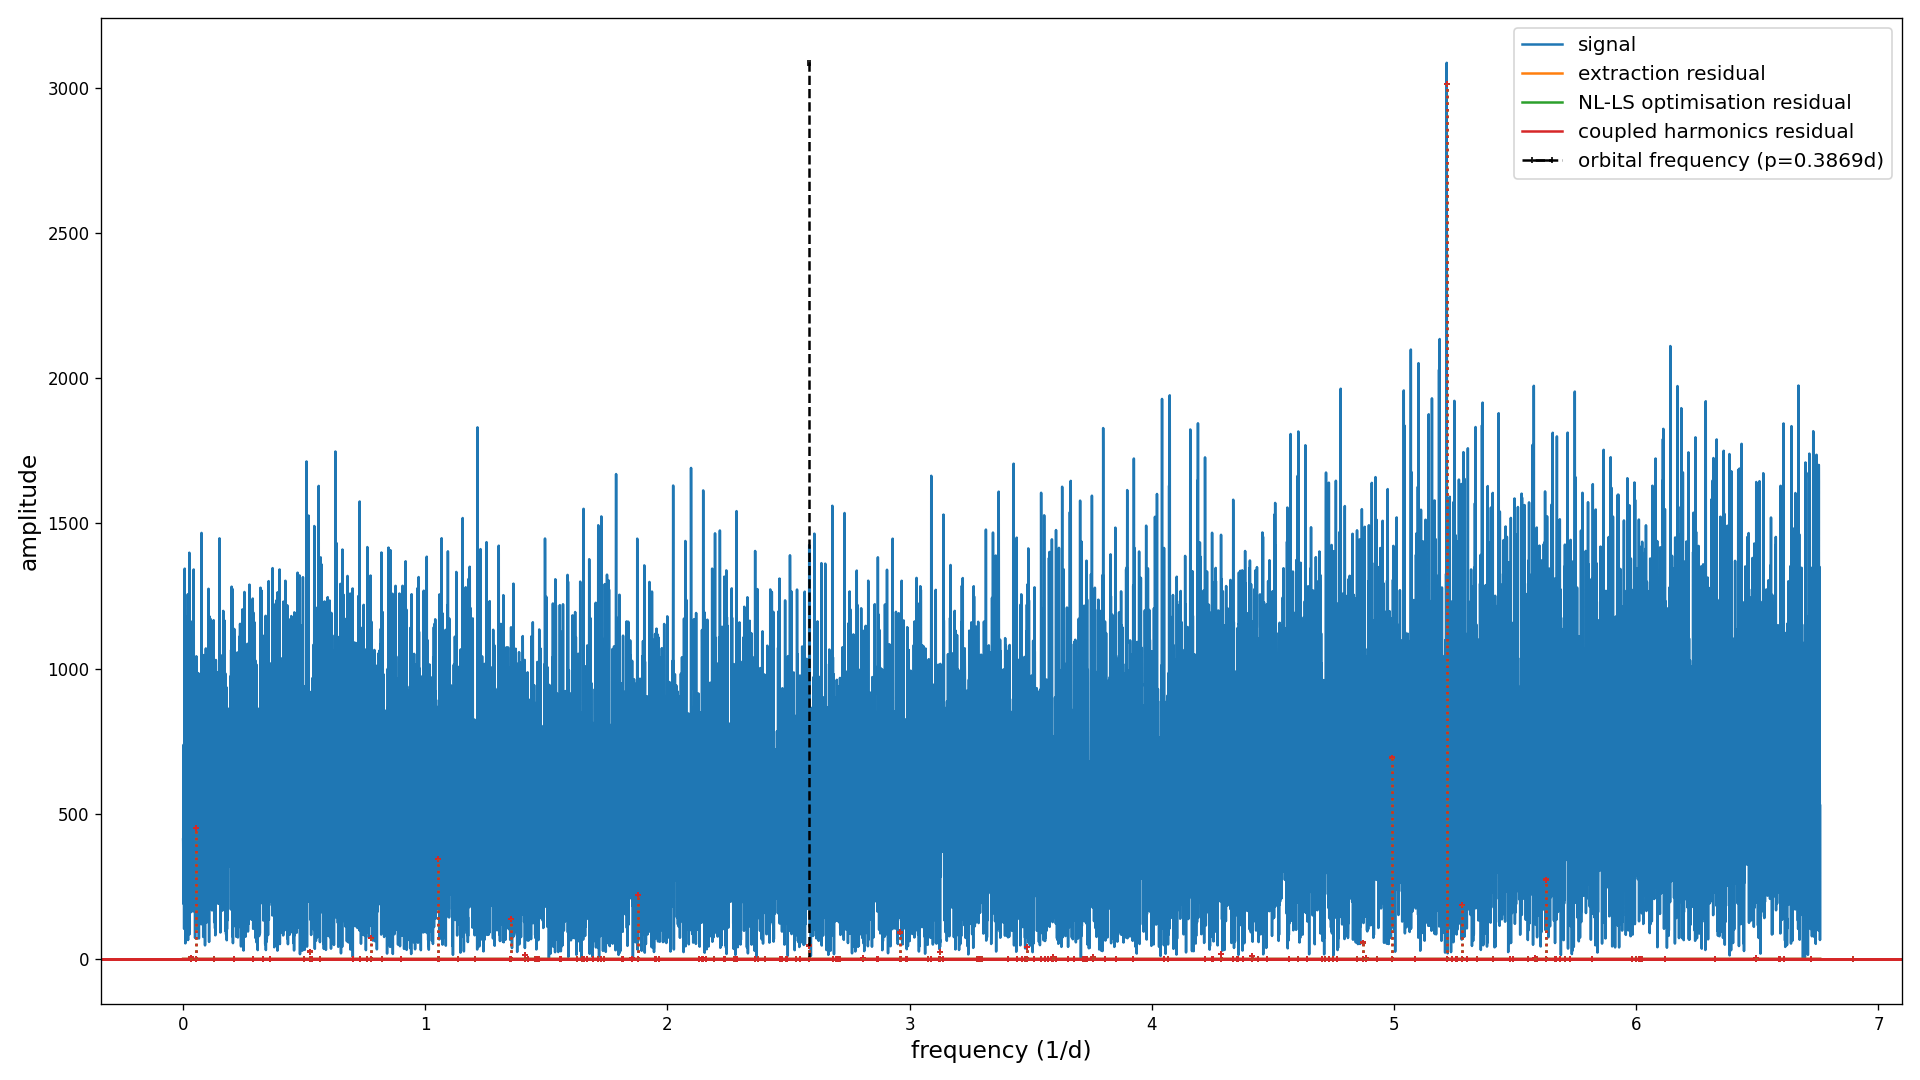 signal
extraction residual
NL-LS optimisation residual
coupled harmonics residual
orbital frequency (p=0.3869d)
amplitude
3000
2500
2000
1500
1000
500
0
0 1 2 3 4 5 6 7
frequency (1/d)